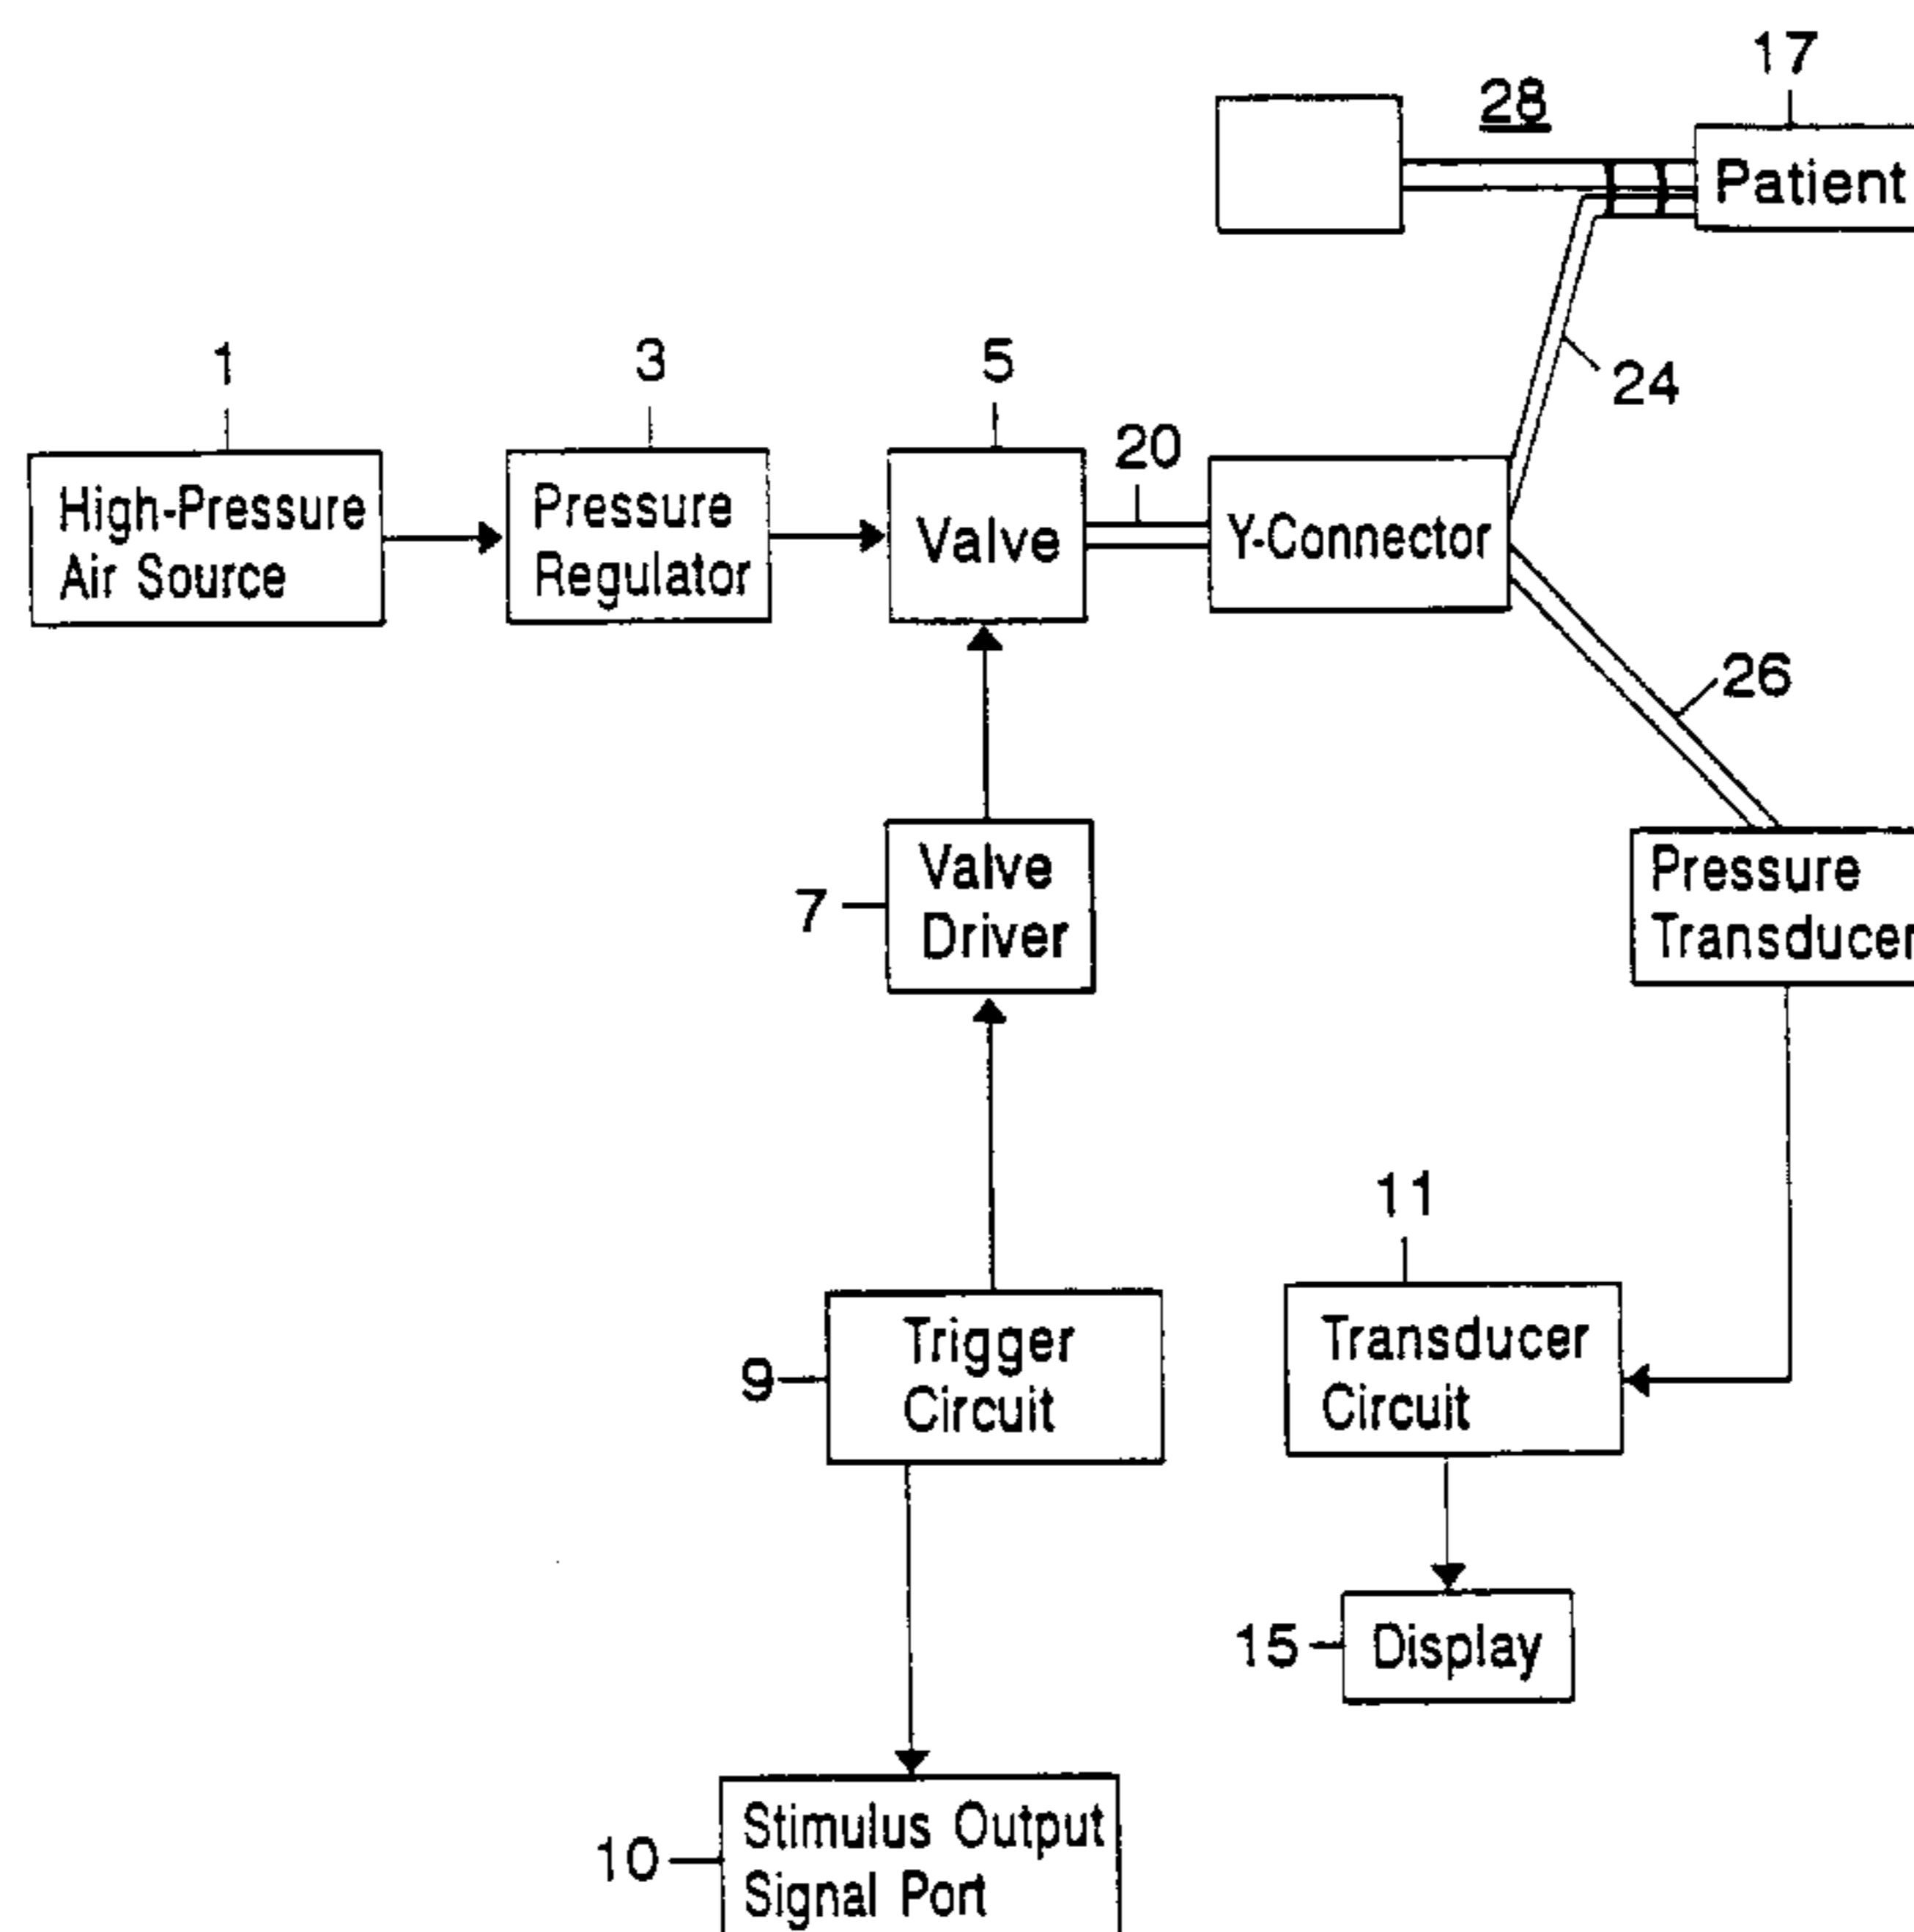 17
28
Patient
24
1
3
5
20
High-Pressure
Air Source
Pressure
Regulator
Valve
Y-Connector
26
7
Valve
Driver
Pressure
Transducer
11
9
Trigger
Circuit
Transducer
Circuit
15
Display
10
Stimulus Output
Signal Port